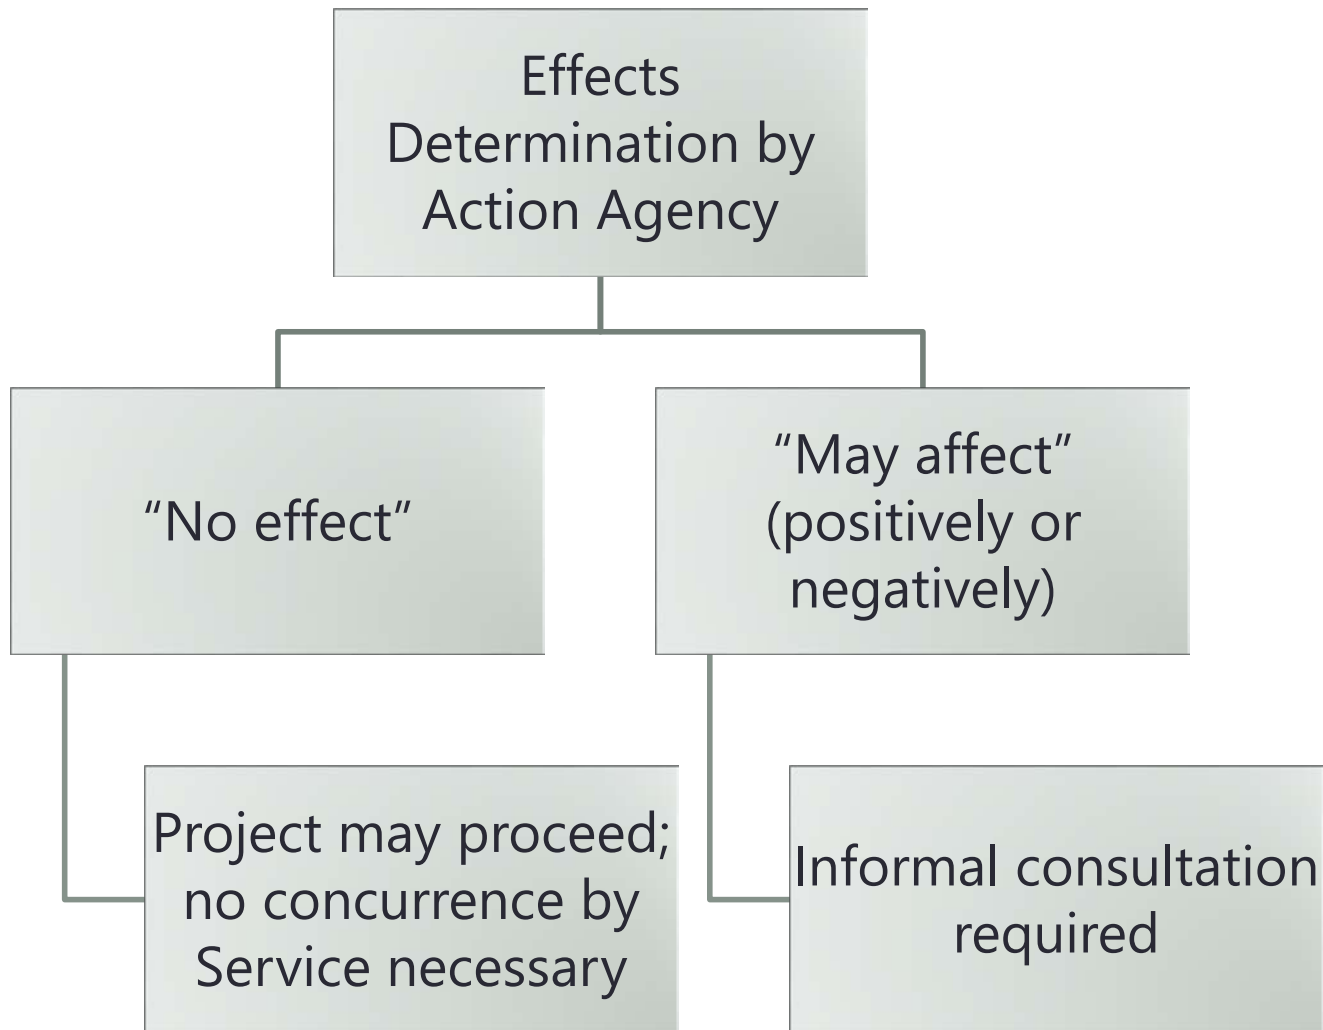 Effects
Determination by
Action Agency
“No effect”
“May affect”
(positively or
negatively)
Project may proceed;
no concurrence by
Service necessary
Informal consultation
required